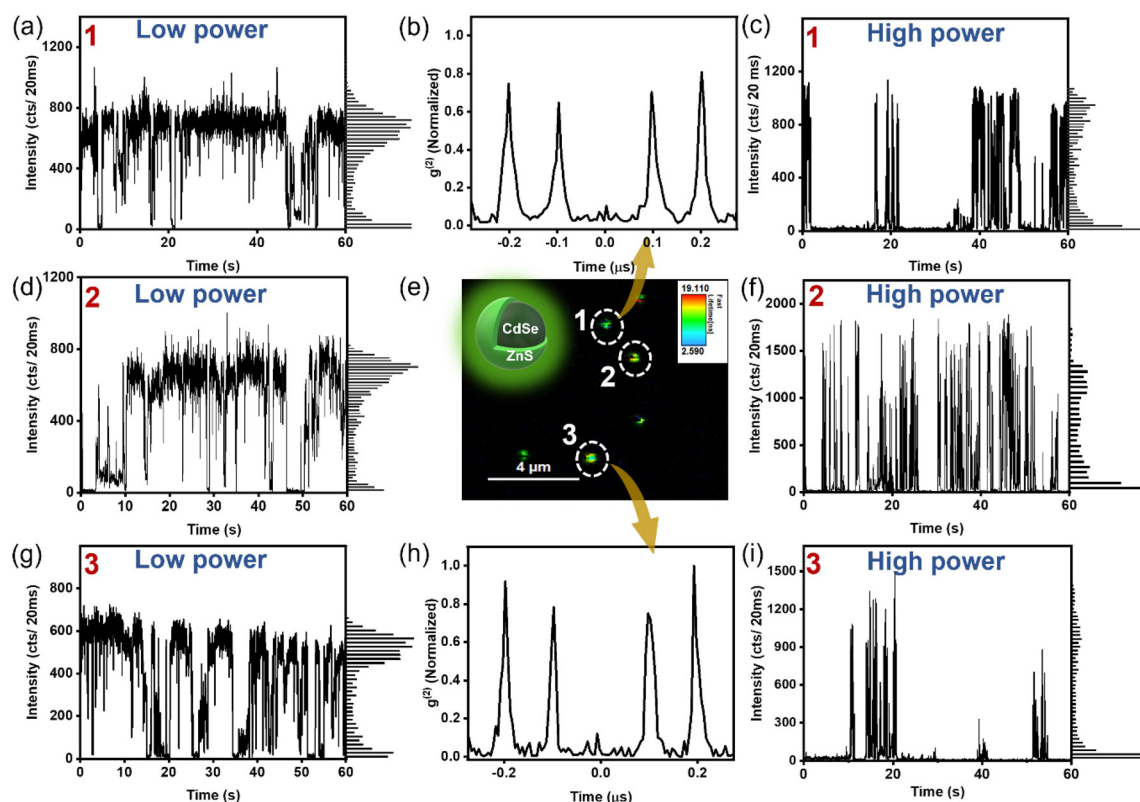 (a)
1
Low power
1200
800
400
0
Intensity (cts/ 20ms)
0 20 40 60
Time (s)
(b)
1.0
0.8
0.6
0.4
0.2
0.0
g(2) (Normalized)
-0.2 -0.1 0.0 0.1 0.2
Time (μs)
(c)
1
High power
1600
1200
800
400
0
Intensity (cts/ 20 ms)
0 20 40 60
Time (s)
(d)
2
Low power
1200
800
400
0
Intensity (cts/ 20ms)
0 10 20 30 40 50 60
Time (s)
(e)
CdSe
ZnS
1
2
3
4 μm
19.110
Fast
Lifetime[ns]
2.590
(f)
2
High power
2000
1500
1000
500
0
Intensity (cts/ 20ms)
0 20 40 60
Time (s)
(g)
3
Low power
800
600
400
200
0
Intensity (cts/ 20ms)
0 10 20 30 40 50 60
Time (s)
(h)
1.0
0.8
0.6
0.4
0.2
0.0
g(2) (Normalized)
-0.2 0.0 0.2
Time (μs)
(i)
3
High power
1500
1200
900
600
300
0
Intensity (cts/ 20ms)
0 20 40 60
Time (s)